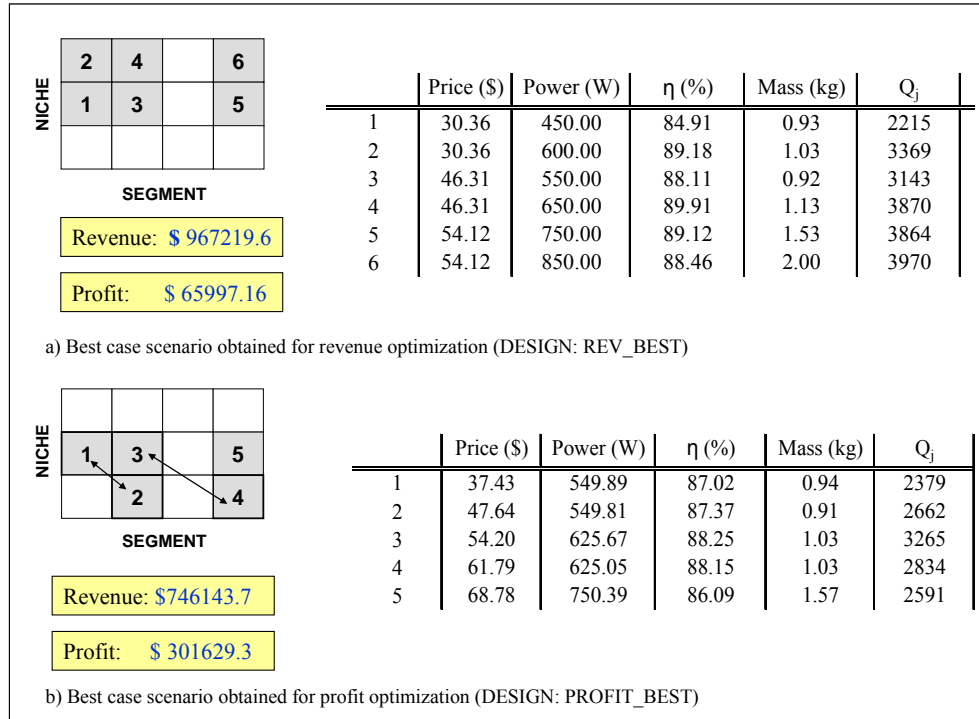 NICHE
2 4 6
1 3 5
SEGMENT
Revenue: $ 967219.6
Profit: $ 65997.16
Price ($) Power (W) η (%) Mass (kg) Qj
1 30.36 450.00 84.91 0.93 2215
2 30.36 600.00 89.18 1.03 3369
3 46.31 550.00 88.11 0.92 3143
4 46.31 650.00 89.91 1.13 3870
5 54.12 750.00 89.12 1.53 3864
6 54.12 850.00 88.46 2.00 3970
a) Best case scenario obtained for revenue optimization (DESIGN: REV_BEST)
NICHE
1 3 5
2 4
SEGMENT
Revenue: $746143.7
Profit: $ 301629.3
Price ($) Power (W) η (%) Mass (kg) Qj
1 37.43 549.89 87.02 0.94 2379
2 47.64 549.81 87.37 0.91 2662
3 54.20 625.67 88.25 1.03 3265
4 61.79 625.05 88.15 1.03 2834
5 68.78 750.39 86.09 1.57 2591
b) Best case scenario obtained for profit optimization (DESIGN: PROFIT_BEST)